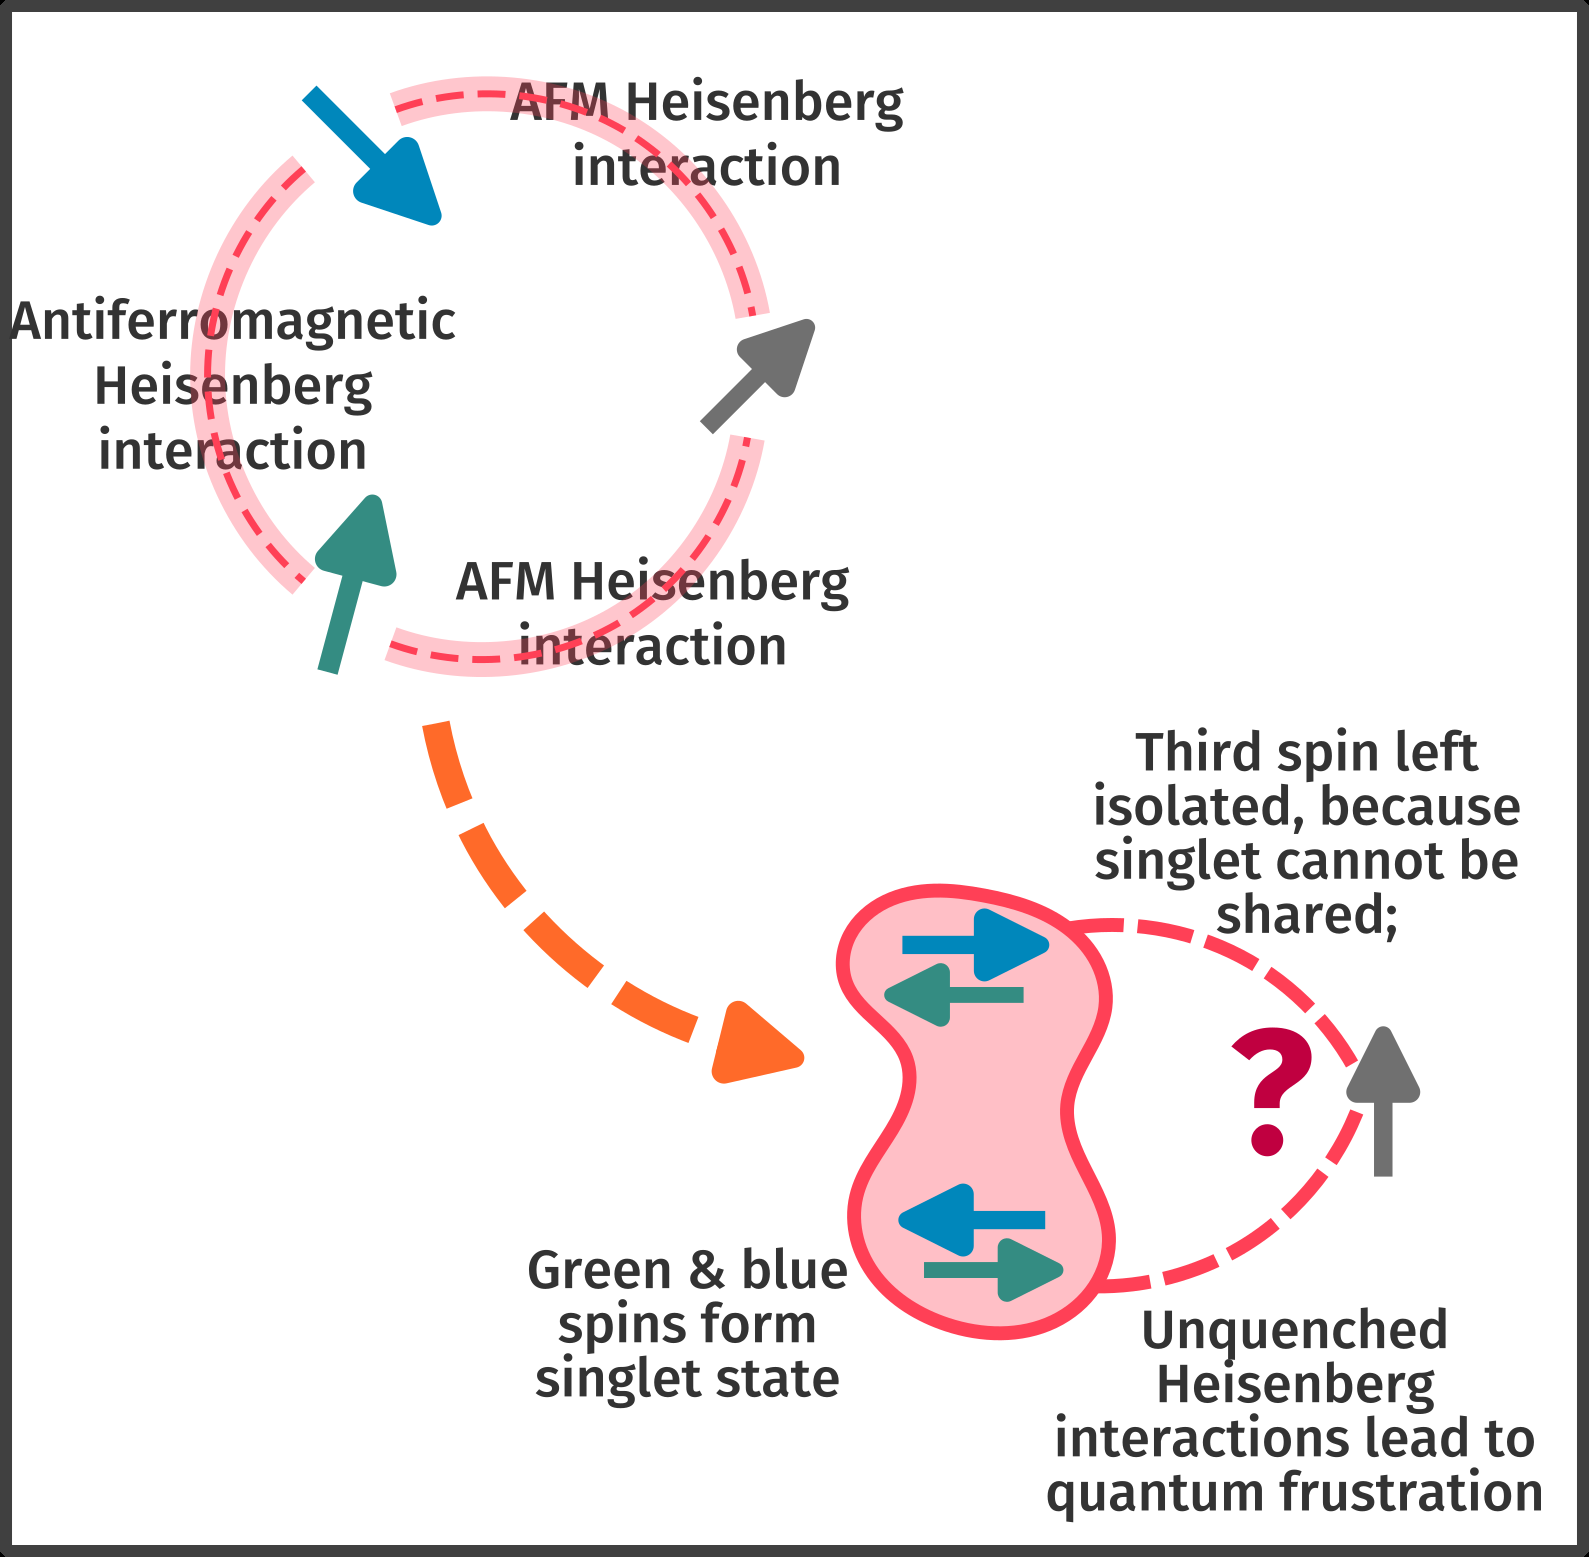 AFM Heisenberg
interaction
Antiferromagnetic
Heisenberg
interaction
AFM Heisenberg
interaction
Third spin left
isolated, because
singlet cannot be
shared;
?
Green & blue
spins form
singlet state
Unquenched
Heisenberg
interactions lead to
quantum frustration